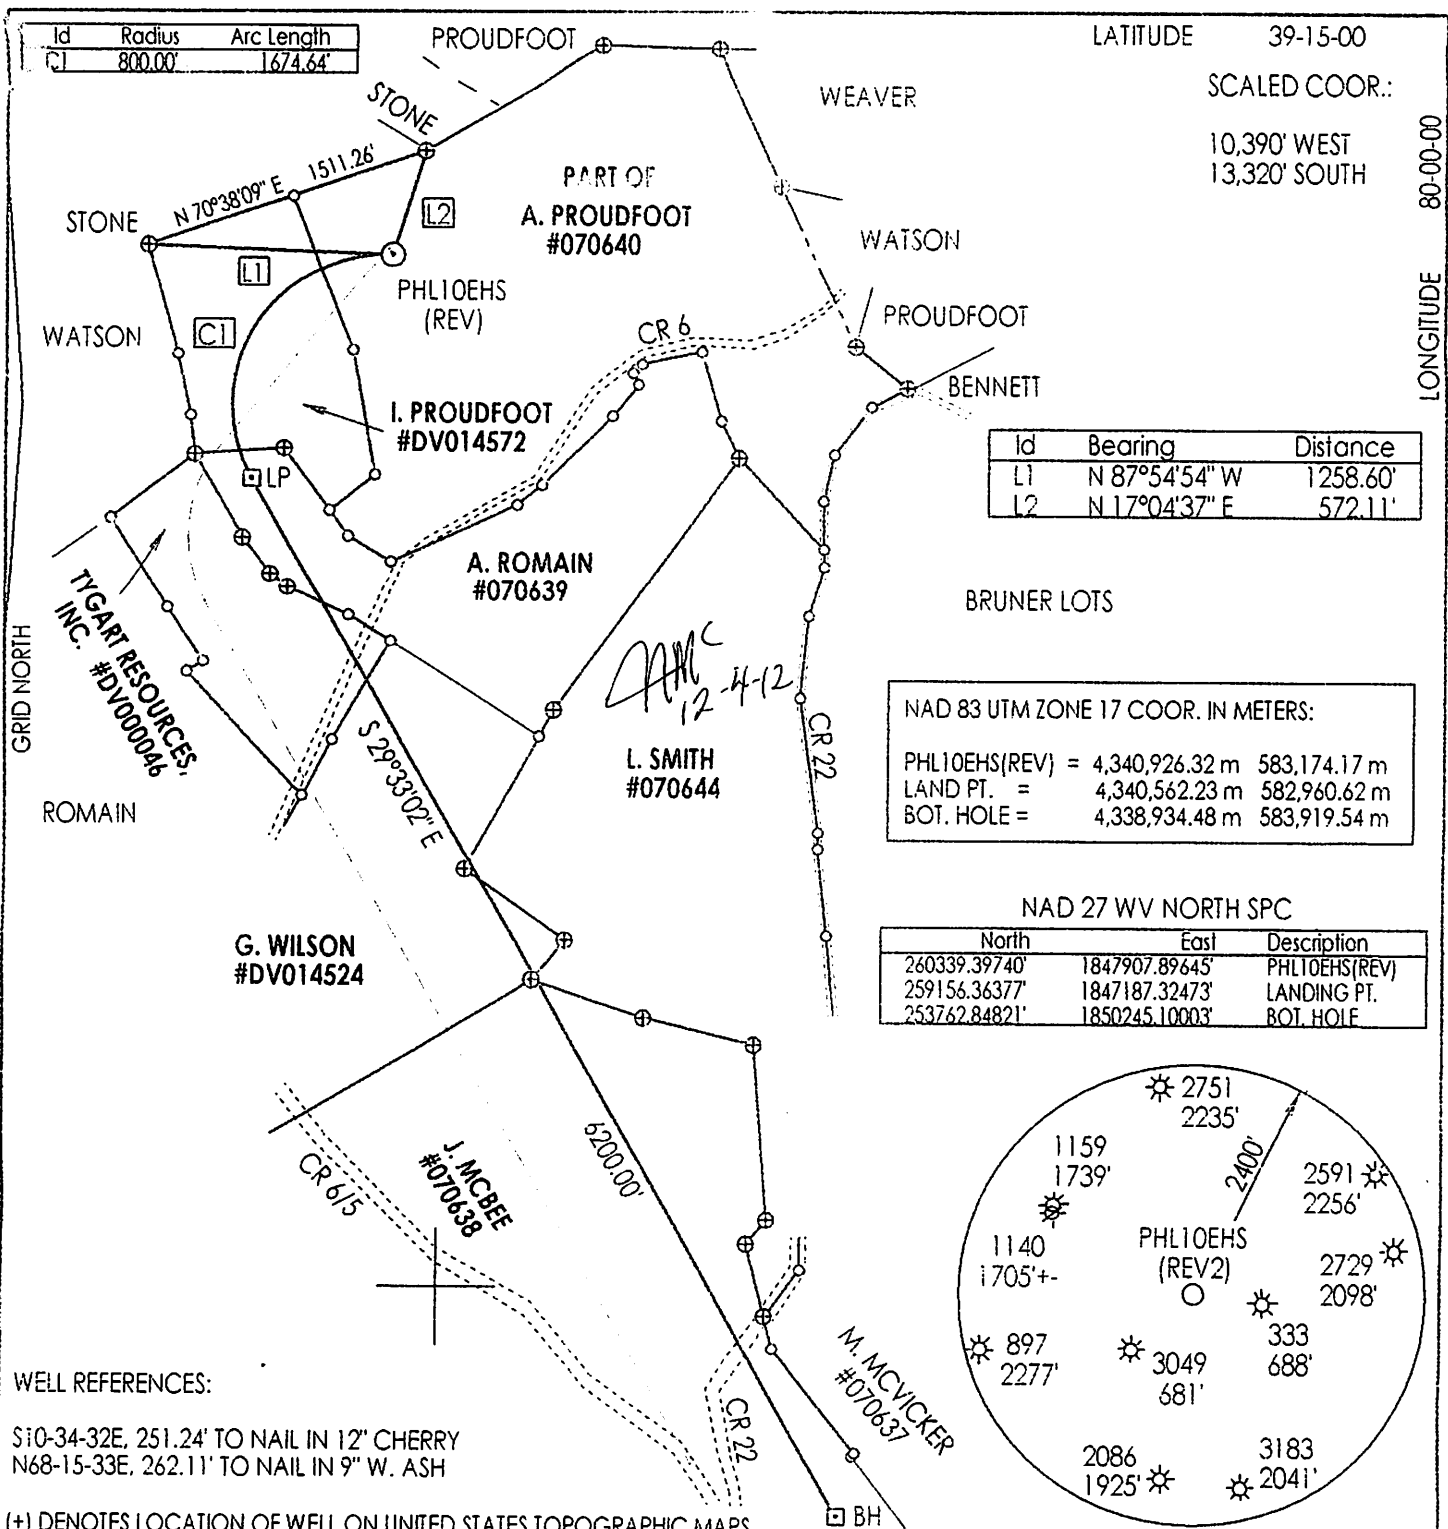 Id Radius Arc Length
C1 800.00' 1674.64'
PROUDFOOT
LATITUDE 39-15-00
SCALED COOR.:
10,390' WEST
13,320' SOUTH
LONGITUDE 80-00-00
WEAVER
STONE
N 70°38'09" E 1511.26'
STONE
PART OF
A. PROUDFOOT
#070640
L2
L1
WATSON
PHL10EHS
(REV)
WATSON
C1
CR 6
PROUDFOOT
BENNETT
I. PROUDFOOT
#DV014572
LP
Id Bearing Distance
L1 N 87°54'54" W 1258.60'
L2 N 17°04'37" E 572.11'
A. ROMAIN
#070639
BRUNER LOTS
TYGART RESOURCES,
INC. #DV000046
GRID NORTH
12-4-12
S 29°33'02" E
L. SMITH
#070644
CR 22
NAD 83 UTM ZONE 17 COOR. IN METERS:
PHL10EHS(REV) = 4,340,926.32 m 583,174.17 m
LAND PT. = 4,340,562.23 m 582,960.62 m
BOT. HOLE = 4,338,934.48 m 583,919.54 m
ROMAIN
NAD 27 WV NORTH SPC
North East Description
260339.39740' 1847907.89645' PHL10EHS(REV)
259156.36377' 1847187.32473' LANDING PT.
253762.84821' 1850245.10003' BOT. HOLE
G. WILSON
#DV014524
6200.00'
CR 6/5
J. MCBEE
#070638
2751
2235'
1159
1739'
2400'
2591
2256'
1140
1705'+-
PHL10EHS
(REV2)
2729
2098'
333
688'
897
2277'
3049
681'
2086
1925'
3183
2041'
M. MCVICKER
#070637
CR 22
WELL REFERENCES:
S10-34-32E, 251.24' TO NAIL IN 12" CHERRY
N68-15-33E, 262.11' TO NAIL IN 9" W. ASH
(+) DENOTES LOCATION OF WELL ON UNITED STATES TOPOGRAPHIC MAPS
BH